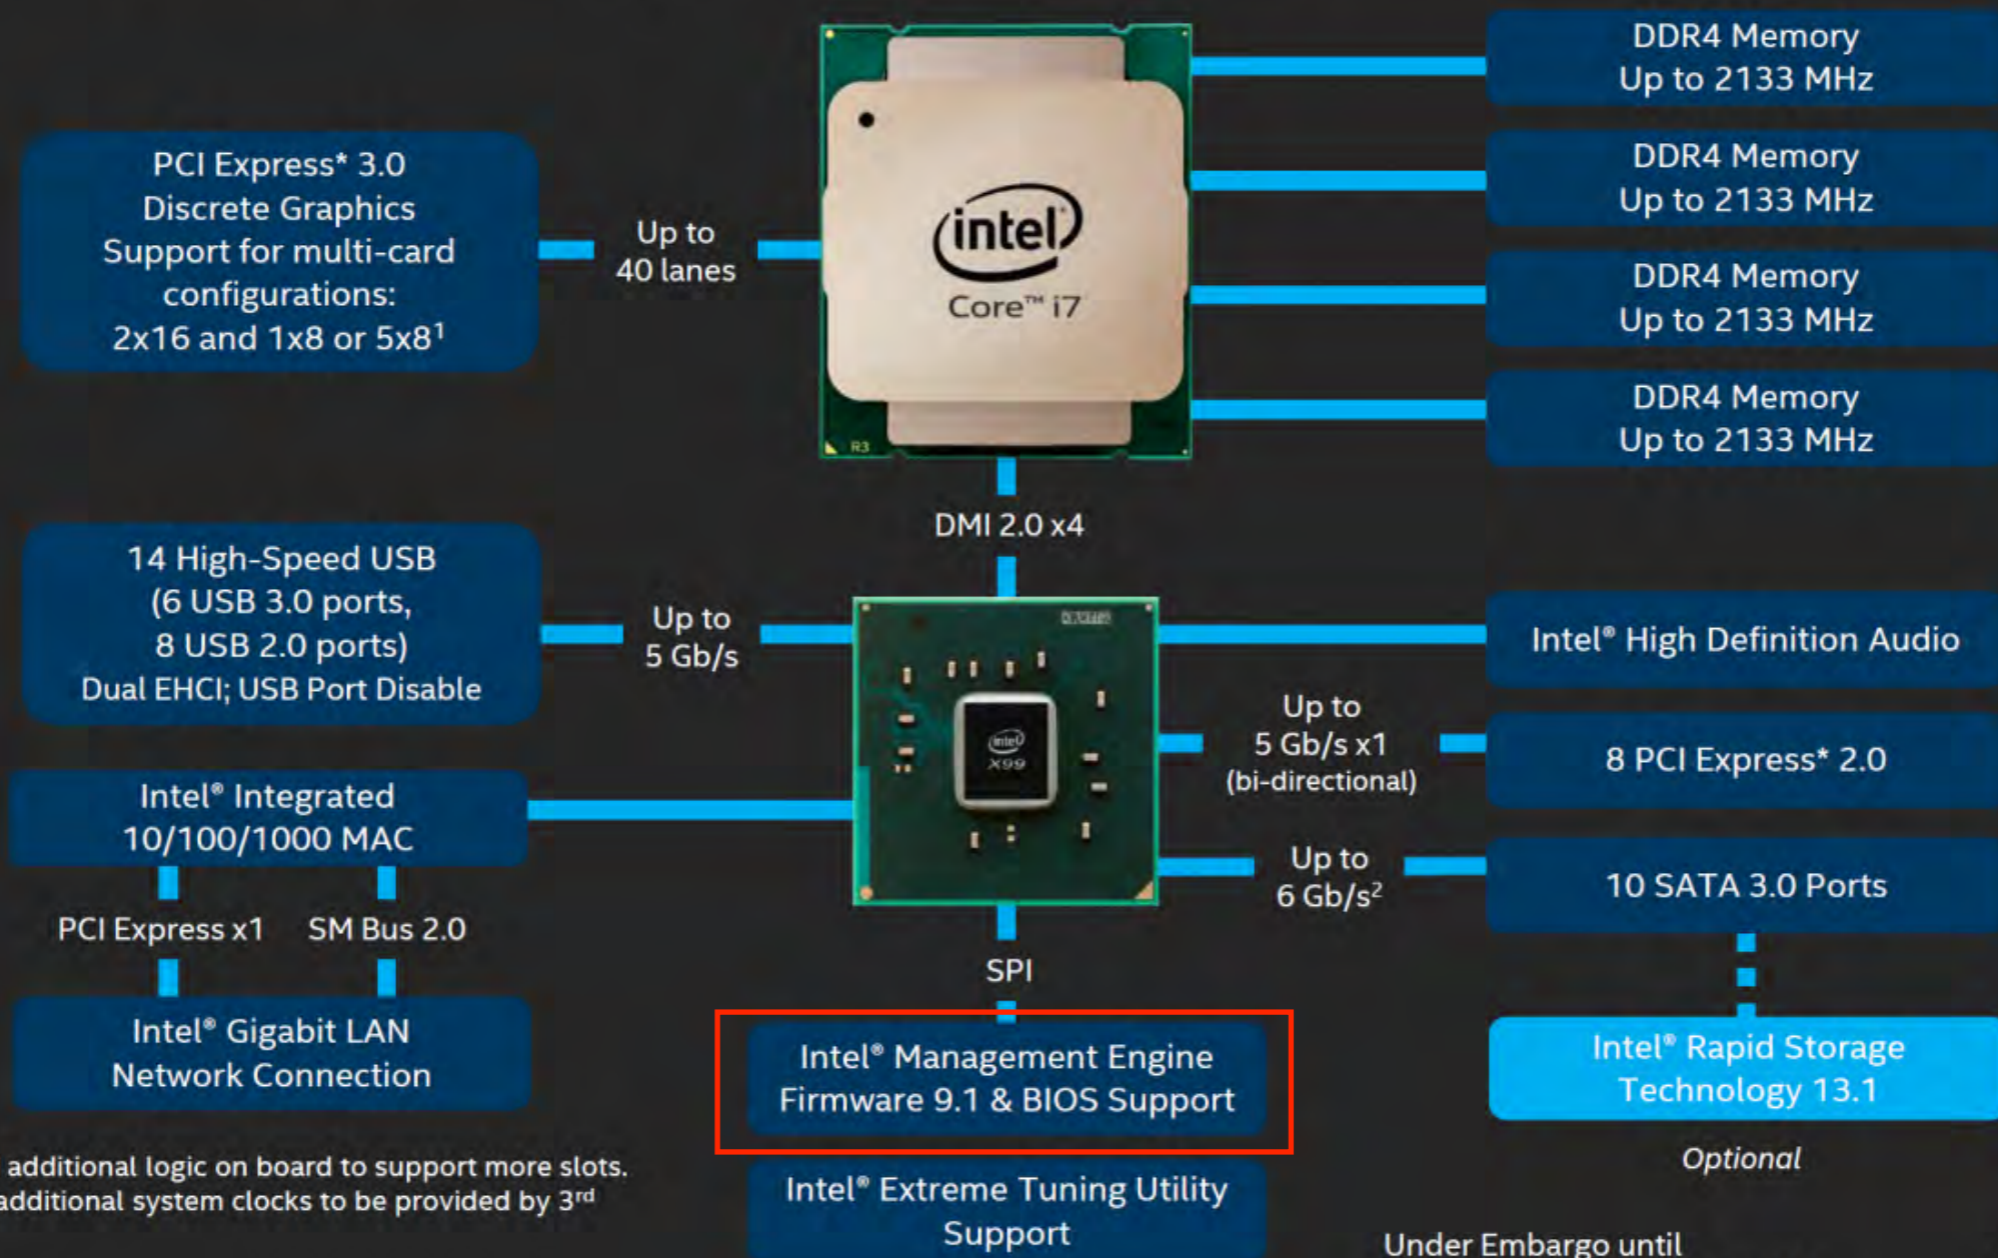 DDR4 Memory
Up to 2133 MHz
DDR4 Memory
Up to 2133 MHz
DDR4 Memory
Up to 2133 MHz
DDR4 Memory
Up to 2133 MHz
PCI Express* 3.0
Discrete Graphics
Support for multi-card
configurations:
2x16 and 1x8 or 5x8¹
Up to
40 lanes
intel®
Core™ i7
R3
DMI 2.0 x4
14 High-Speed USB
(6 USB 3.0 ports,
8 USB 2.0 ports)
Dual EHCI; USB Port Disable
Up to
5 Gb/s
intel
X99
Intel® High Definition Audio
Up to
5 Gb/s x1
(bi-directional)
8 PCI Express* 2.0
Up to
6 Gb/s²
10 SATA 3.0 Ports
Intel® Integrated
10/100/1000 MAC
PCI Express x1
SM Bus 2.0
Intel® Gigabit LAN
Network Connection
SPI
Intel® Management Engine
Firmware 9.1 & BIOS Support
Intel® Extreme Tuning Utility
Support
Intel® Rapid Storage
Technology 13.1
Optional
additional logic on board to support more slots.
additional system clocks to be provided by 3rd
Under Embargo until